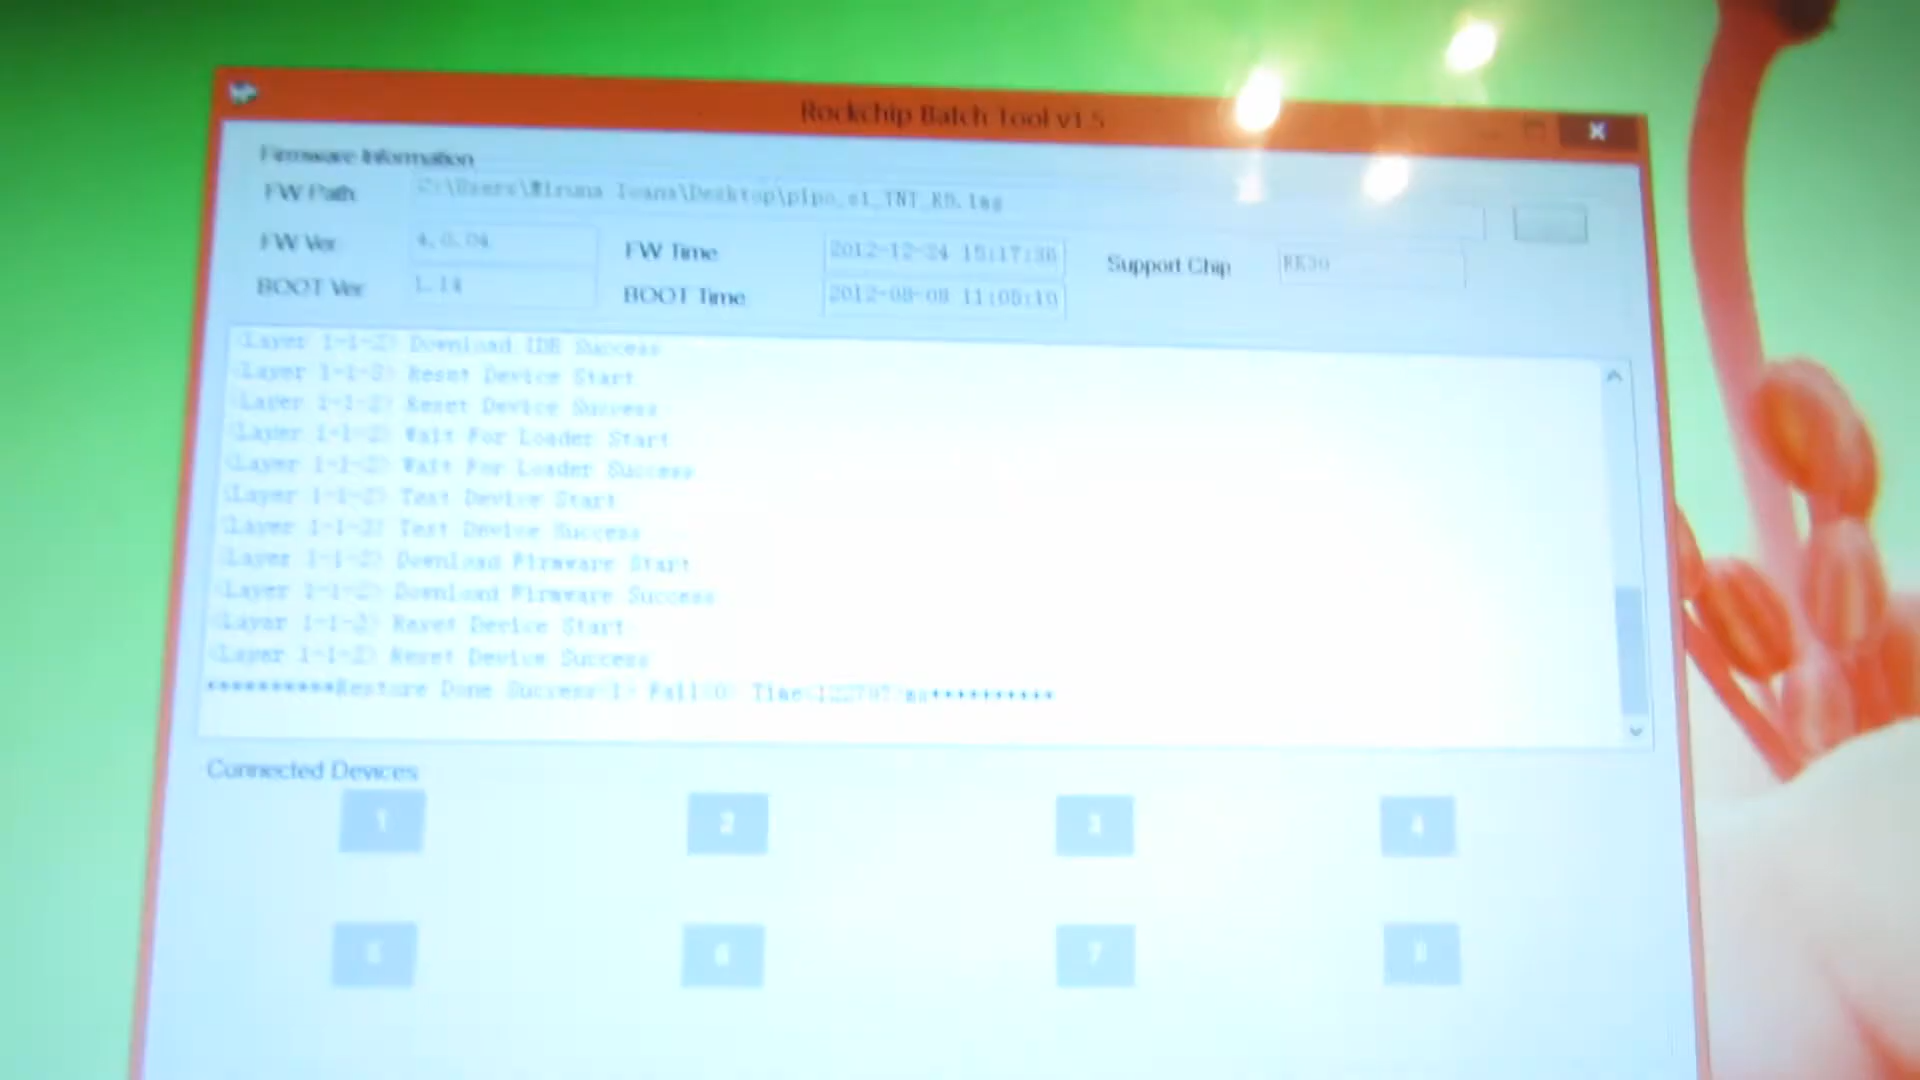 Rockchip Batch Tool v1.5
Firmware Information
FW Path C:\Users\Miruna Ioana\Desktop\pipo_s1_TNT_RD.img
FW Ver 4.0.04 FW Time 2012-12-24 15:17:36 Support Chip RK30
BOOT Ver 1.14 BOOT Time 2012-08-08 11:05:10
<Layer 1-1-2> Download IDB Success
<Layer 1-1-2> Reset Device Start
<Layer 1-1-2> Reset Device Success
<Layer 1-1-2> Wait For Loader Start
<Layer 1-1-2> Wait For Loader Success
<Layer 1-1-2> Test Device Start
<Layer 1-1-2> Test Device Success
<Layer 1-1-2> Download Firmware Start
<Layer 1-1-2> Download Firmware Success
<Layer 1-1-2> Reset Device Start
<Layer 1-1-2> Reset Device Success
**********Restore Done Success<1> Fail<0> Time<122797>ms**********
Connected Devices
1 2 3 4
5 6 7 8